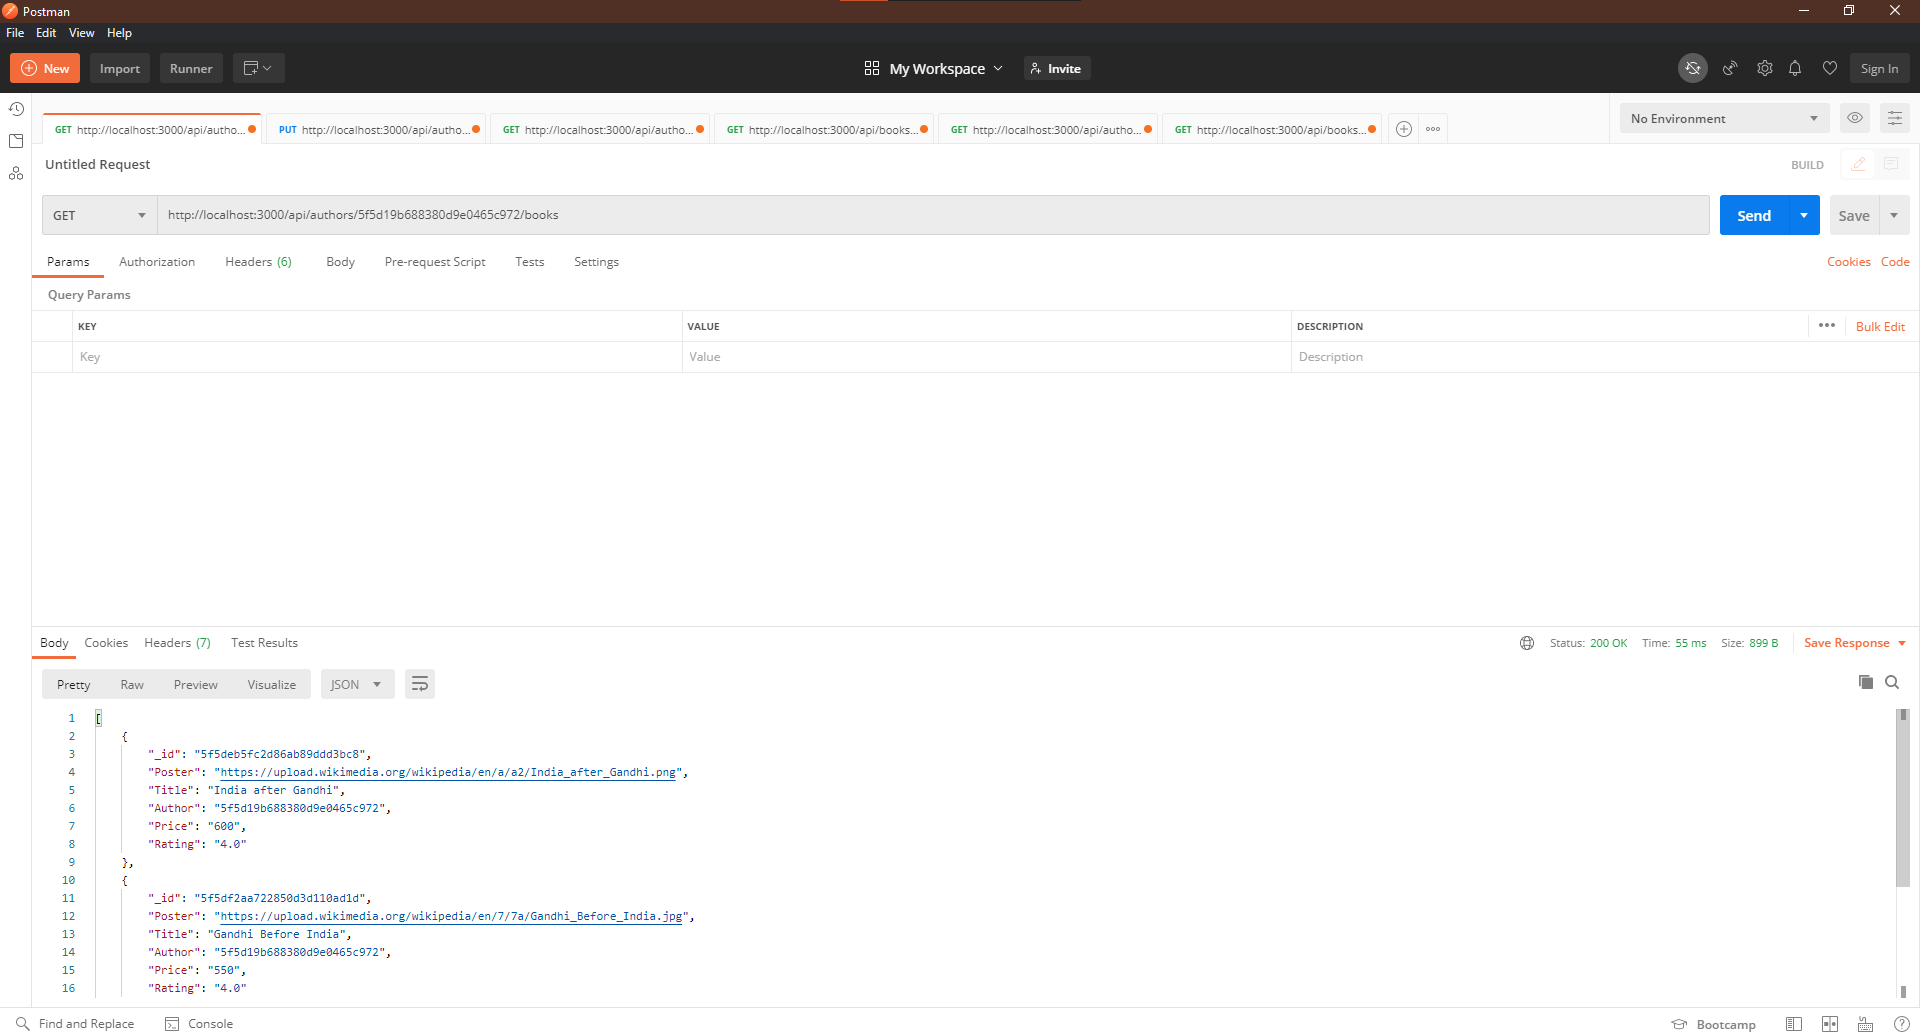 Postman
File Edit View Help
New Import Runner My Workspace Invite Sign In
GET http://localhost:3000/api/autho... PUT http://localhost:3000/api/autho... GET http://localhost:3000/api/autho... GET http://localhost:3000/api/books... GET http://localhost:3000/api/autho... GET http://localhost:3000/api/books... No Environment
Untitled Request BUILD
GET http://localhost:3000/api/authors/5f5d19b688380d9e0465c972/books Send Save
Params Authorization Headers (6) Body Pre-request Script Tests Settings Cookies Code
Query Params
KEY VALUE DESCRIPTION Bulk Edit
Key Value Description
Body Cookies Headers (7) Test Results Status: 200 OK Time: 55 ms Size: 899 B Save Response
Pretty Raw Preview Visualize JSON
1 [
2 {
3 "_id": "5f5deb5fc2d86ab89ddd3bc8",
4 "Poster": "https://upload.wikimedia.org/wikipedia/en/a/a2/India_after_Gandhi.png",
5 "Title": "India after Gandhi",
6 "Author": "5f5d19b688380d9e0465c972",
7 "Price": "600",
8 "Rating": "4.0"
9 },
10 {
11 "_id": "5f5df2aa722850d3d110ad1d",
12 "Poster": "https://upload.wikimedia.org/wikipedia/en/7/7a/Gandhi_Before_India.jpg",
13 "Title": "Gandhi Before India",
14 "Author": "5f5d19b688380d9e0465c972",
15 "Price": "550",
16 "Rating": "4.0"
Find and Replace Console Bootcamp